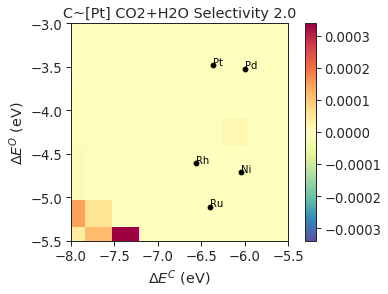 C~[Pt] CO2+H2O Selectivity 2.0
−3.0
−3.5
−4.0
−4.5
−5.0
−5.5
ΔE^O (eV)
Pt
Pd
Rh
Ni
Ru
−8.0 −7.5 −7.0 −6.5 −6.0 −5.5
ΔE^C (eV)
0.0003
0.0002
0.0001
0.0000
−0.0001
−0.0002
−0.0003